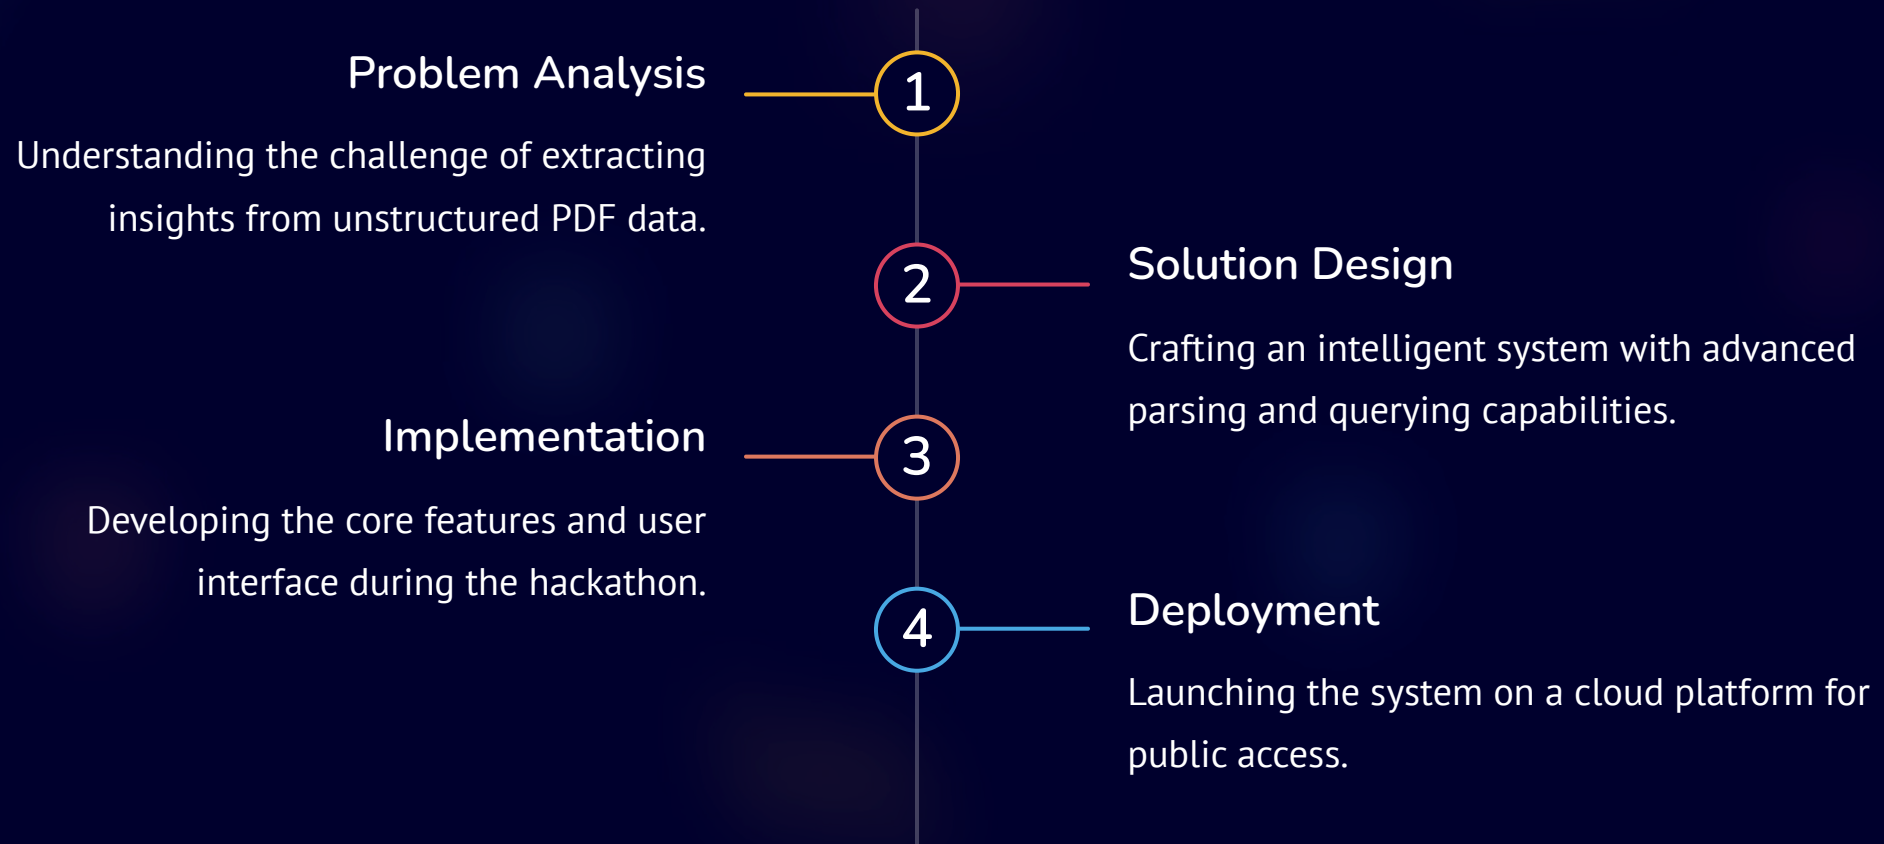 Problem Analysis
1
Understanding the challenge of extracting
insights from unstructured PDF data.
2
Solution Design
Crafting an intelligent system with advanced
parsing and querying capabilities.
Implementation
3
Developing the core features and user
interface during the hackathon.
4
Deployment
Launching the system on a cloud platform for
public access.